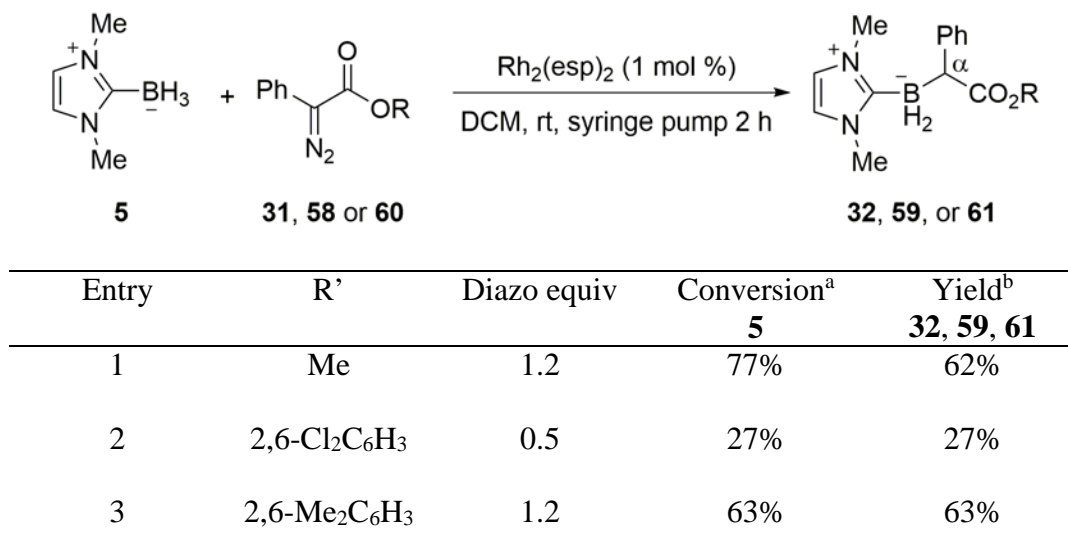 Me
+
N
BH3
−
N
Me
+
Ph
O
OR
N2
Rh2(esp)2 (1 mol %)
DCM, rt, syringe pump 2 h
Me
+
N
−
B
H2
N
Me
Ph
α
CO2R
5
31, 58 or 60
32, 59, or 61
Entry R’ Diazo equiv Conversionᵃ Yieldᵇ
5 32, 59, 61
1 Me 1.2 77% 62%
2 2,6-Cl2C6H3 0.5 27% 27%
3 2,6-Me2C6H3 1.2 63% 63%